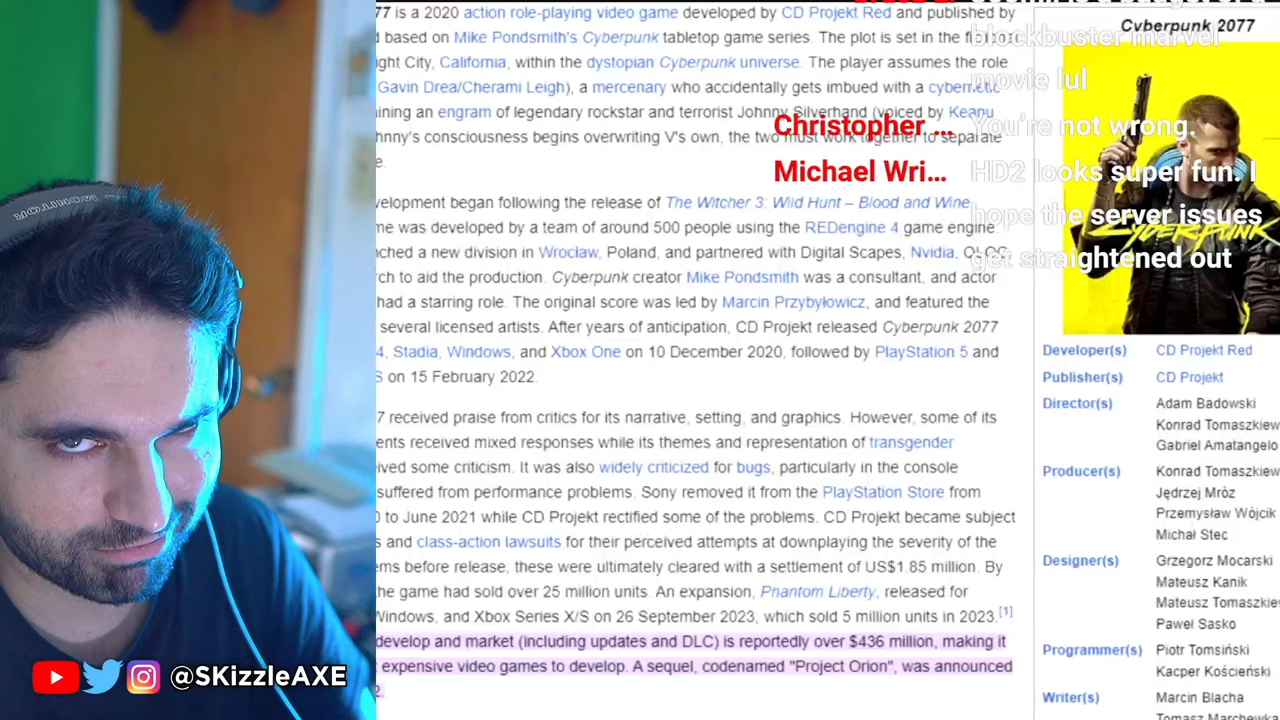 77 is a 2020 action role-playing video game developed by CD Projekt Red and published by
d based on Mike Pondsmith's Cyberpunk tabletop game series. The plot is set in the
ght City, California, within the dystopian Cyberpunk universe. The player assumes the role
Gavin Drea/Cherami Leigh), a mercenary who accidentally gets imbued with a cybernetic
ining an engram of legendary rockstar and terrorist Johnny Silverhand (voiced by Keanu
hnny's consciousness begins overwriting V's own, the two must work together to separate
e.
velopment began following the release of The Witcher 3: Wild Hunt – Blood and Wine
me was developed by a team of around 500 people using the REDengine 4 game engine.
nched a new division in Wrocław, Poland, and partnered with Digital Scapes, Nvidia,
rch to aid the production. Cyberpunk creator Mike Pondsmith was a consultant, and actor
had a starring role. The original score was led by Marcin Przybyłowicz, and featured the
several licensed artists. After years of anticipation, CD Projekt released Cyberpunk 2077
4, Stadia, Windows, and Xbox One on 10 December 2020, followed by PlayStation 5 and
S on 15 February 2022.
7 received praise from critics for its narrative, setting, and graphics. However, some of its
ents received mixed responses while its themes and representation of transgender
ived some criticism. It was also widely criticized for bugs, particularly in the console
suffered from performance problems. Sony removed it from the PlayStation Store from
0 to June 2021 while CD Projekt rectified some of the problems. CD Projekt became subject
s and class-action lawsuits for their perceived attempts at downplaying the severity of the
ms before release; these were ultimately cleared with a settlement of US$1.85 million. By
the game had sold over 25 million units. An expansion, Phantom Liberty, released for
Windows, and Xbox Series X/S on 26 September 2023, which sold 5 million units in 2023.[1]
develop and market (including updates and DLC) is reportedly over $436 million, making it
expensive video games to develop. A sequel, codenamed "Project Orion", was announced
2.
blockbuster marvel
movie lul
Christopher ... You're not wrong.
Michael Wri... HD2 looks super fun. I
hope the server issues
get straightened out
Cyberpunk 2077
CYBERPUNK
Developer(s) CD Projekt Red
Publisher(s) CD Projekt
Director(s) Adam Badowski
Konrad Tomaszkiew
Gabriel Amatangelo
Producer(s) Konrad Tomaszkiew
Jędrzej Mróz
Przemysław Wójcik
Michał Stec
Designer(s) Grzegorz Mocarski
Mateusz Kanik
Mateusz Tomaszkiew
Paweł Sasko
Programmer(s) Piotr Tomsiński
Kacper Kościeński
Writer(s) Marcin Blacha
Tomasz Marchewka
MONITOR
@SKizzleAXE